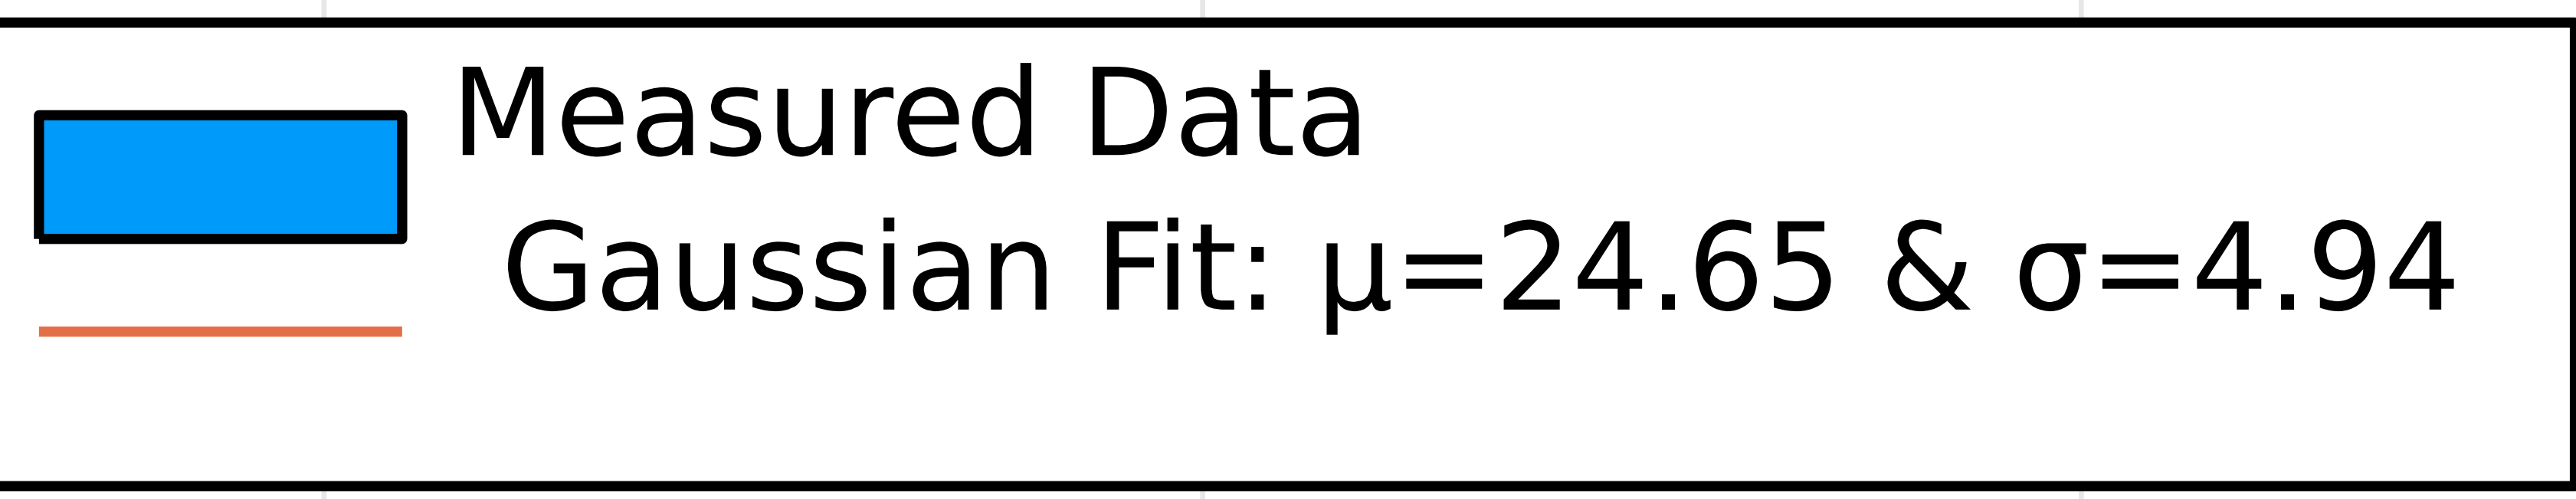 Measured Data
Gaussian Fit: μ=24.65 & σ=4.94